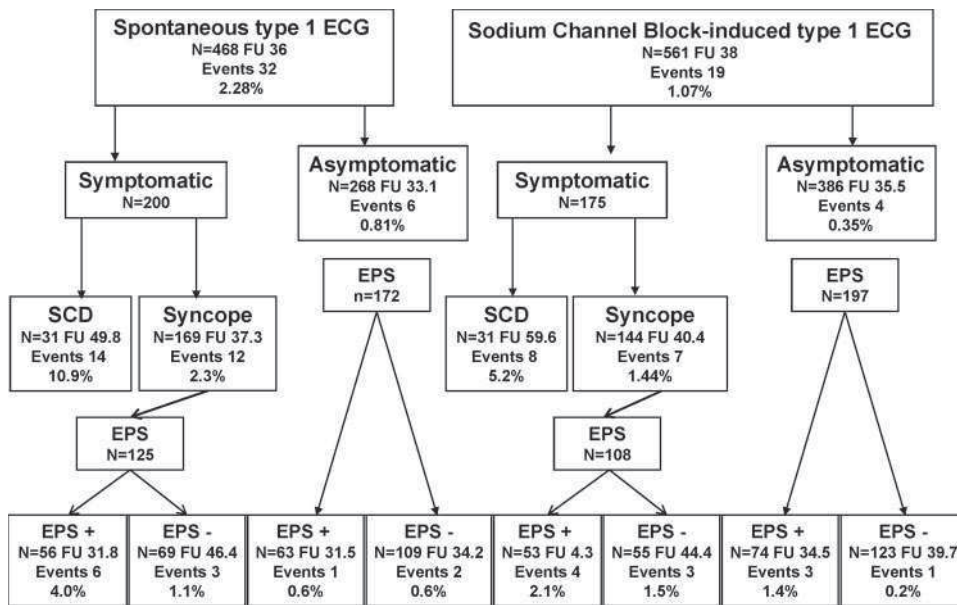 Spontaneous type 1 ECG
N=468 FU 36
Events 32
2.28%
Sodium Channel Block-induced type 1 ECG
N=561 FU 38
Events 19
1.07%
Symptomatic
N=200
Asymptomatic
N=268 FU 33.1
Events 6
0.81%
Symptomatic
N=175
Asymptomatic
N=386 FU 35.5
Events 4
0.35%
SCD
N=31 FU 49.8
Events 14
10.9%
Syncope
N=169 FU 37.3
Events 12
2.3%
EPS
n=172
SCD
N=31 FU 59.6
Events 8
5.2%
Syncope
N=144 FU 40.4
Events 7
1.44%
EPS
N=197
EPS
N=125
EPS
N=108
EPS +
N=56 FU 31.8
Events 6
4.0%
EPS -
N=69 FU 46.4
Events 3
1.1%
EPS +
N=63 FU 31.5
Events 1
0.6%
EPS -
N=109 FU 34.2
Events 2
0.6%
EPS +
N=53 FU 4.3
Events 4
2.1%
EPS -
N=55 FU 44.4
Events 3
1.5%
EPS +
N=74 FU 34.5
Events 3
1.4%
EPS -
N=123 FU 39.7
Events 1
0.2%